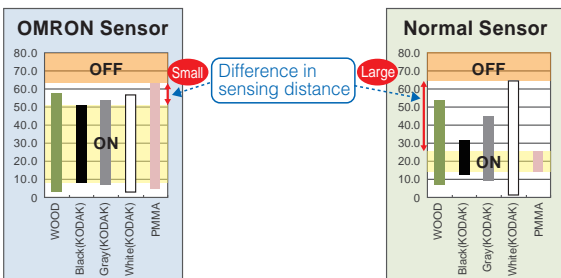 OMRON Sensor
80.0
70.0
60.0
50.0
40.0
30.0
20.0
10.0
0
OFF
ON
WOOD
Black(KODAK)
Gray(KODAK)
White(KODAK)
PMMA
Small
Difference in
sensing distance
Large
Normal Sensor
80.0
70.0
60.0
50.0
40.0
30.0
20.0
10.0
0
OFF
ON
WOOD
Black(KODAK)
Gray(KODAK)
White(KODAK)
PMMA